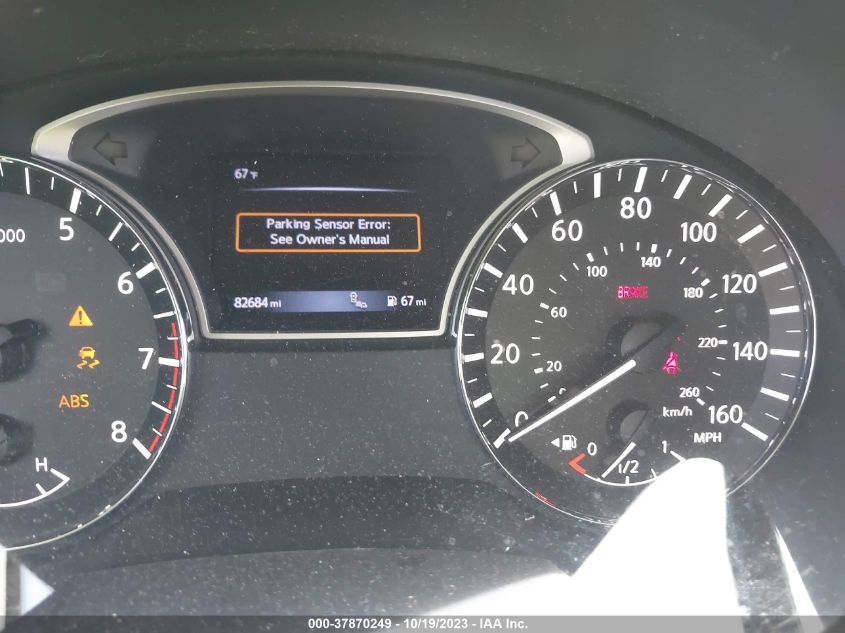 67°F
Parking Sensor Error:
See Owner's Manual
82684 mi
67 mi
000
5
6
7
8
ABS
H
0
20
40
60
80
100
120
140
160
MPH
20
60
100
140
180
220
260
km/h
BRAKE
0
1/2
1
000-37870249 - 10/19/2023 - IAA Inc.